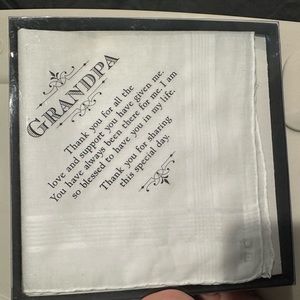 GRANDPA
Thank you for all the
love and support you have given me.
You have always been there for me. I am
so blessed to have you in my life.
Thank you for sharing
this special day.